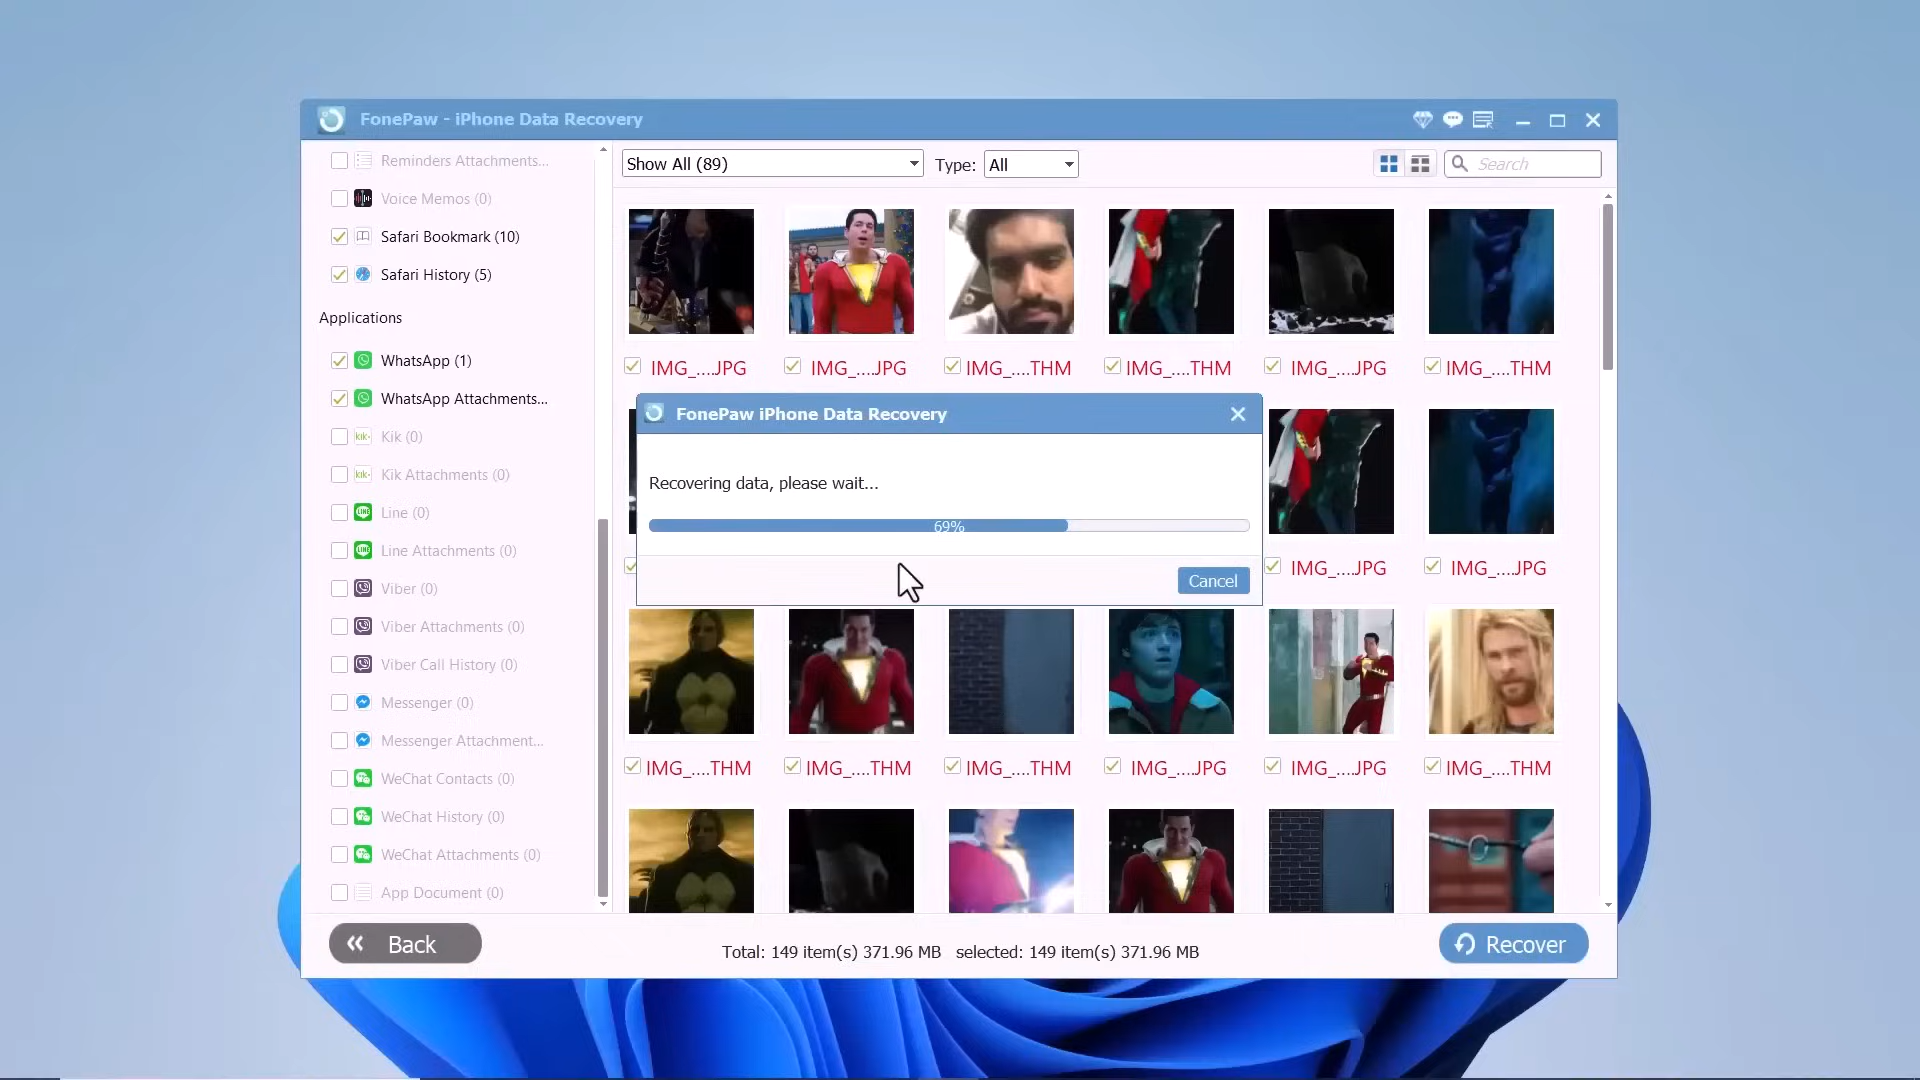 FonePaw - iPhone Data Recovery
Reminders Attachments...
Voice Memos (0)
Safari Bookmark (10)
Safari History (5)
Applications
WhatsApp (1)
WhatsApp Attachments...
Kik (0)
Kik Attachments (0)
Line (0)
Line Attachments (0)
Viber (0)
Viber Attachments (0)
Viber Call History (0)
Messenger (0)
Messenger Attachment...
WeChat Contacts (0)
WeChat History (0)
WeChat Attachments (0)
App Document (0)
Show All (89) Type: All Search
IMG_....JPG IMG_....JPG IMG_....THM IMG_....THM IMG_....JPG IMG_....THM
FonePaw iPhone Data Recovery
Recovering data, please wait...
69%
Cancel
IMG_....JPG IMG_....JPG
IMG_....THM IMG_....THM IMG_....THM IMG_....JPG IMG_....JPG IMG_....THM
Back
Total: 149 item(s) 371.96 MB selected: 149 item(s) 371.96 MB
Recover